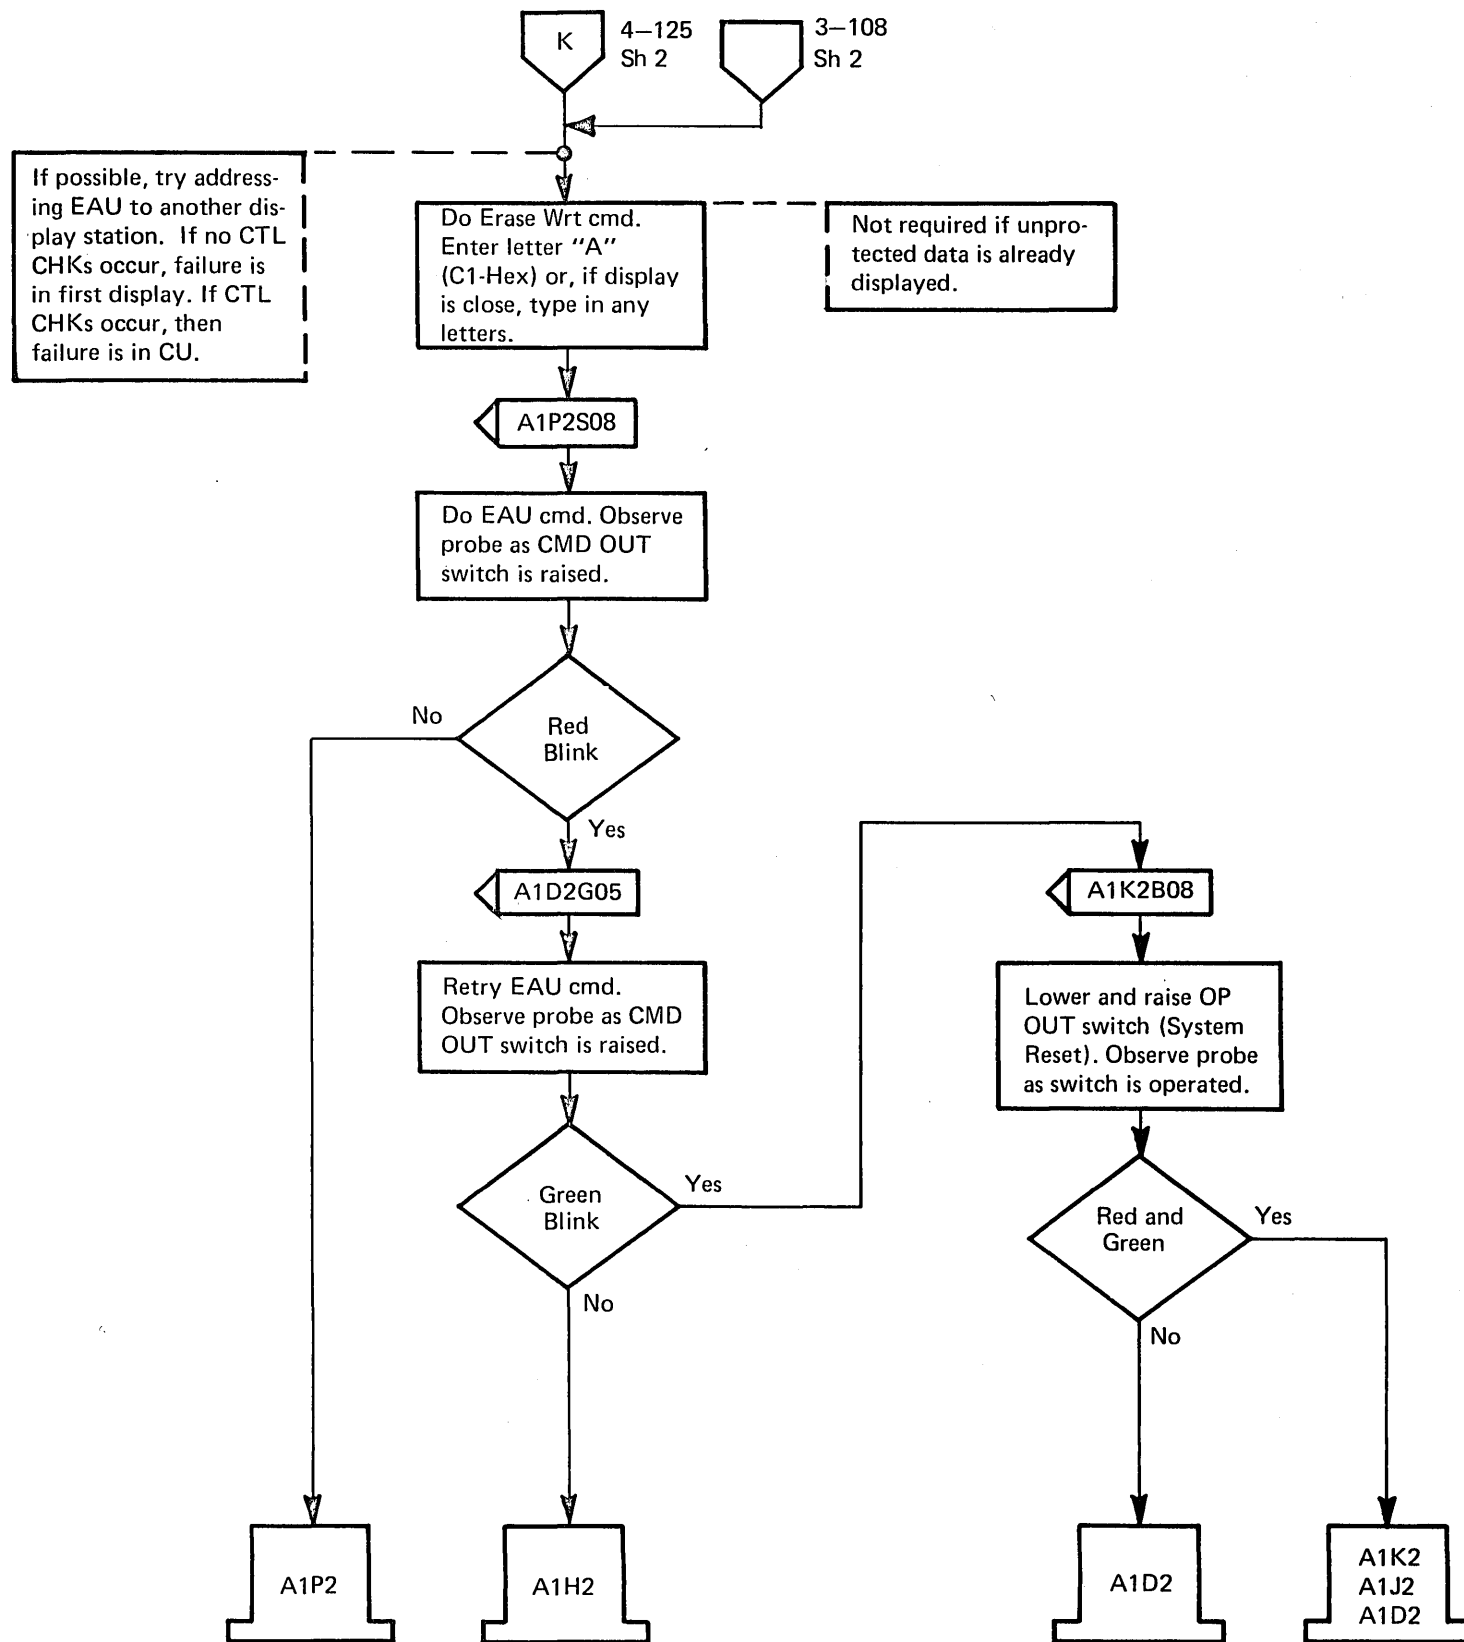 K
4–125
Sh 2
3–108
Sh 2
If possible, try address-
ing EAU to another dis-
play station. If no CTL
CHKs occur, failure is
in first display. If CTL
CHKs occur, then
failure is in CU.
Do Erase Wrt cmd.
Enter letter “A”
(C1-Hex) or, if display
is close, type in any
letters.
Not required if unpro-
tected data is already
displayed.
A1P2S08
Do EAU cmd. Observe
probe as CMD OUT
switch is raised.
Red
Blink
No
Yes
A1D2G05
Retry EAU cmd.
Observe probe as CMD
OUT switch is raised.
Green
Blink
Yes
No
A1K2B08
Lower and raise OP
OUT switch (System
Reset). Observe probe
as switch is operated.
Red and
Green
Yes
No
A1P2
A1H2
A1D2
A1K2
A1J2
A1D2